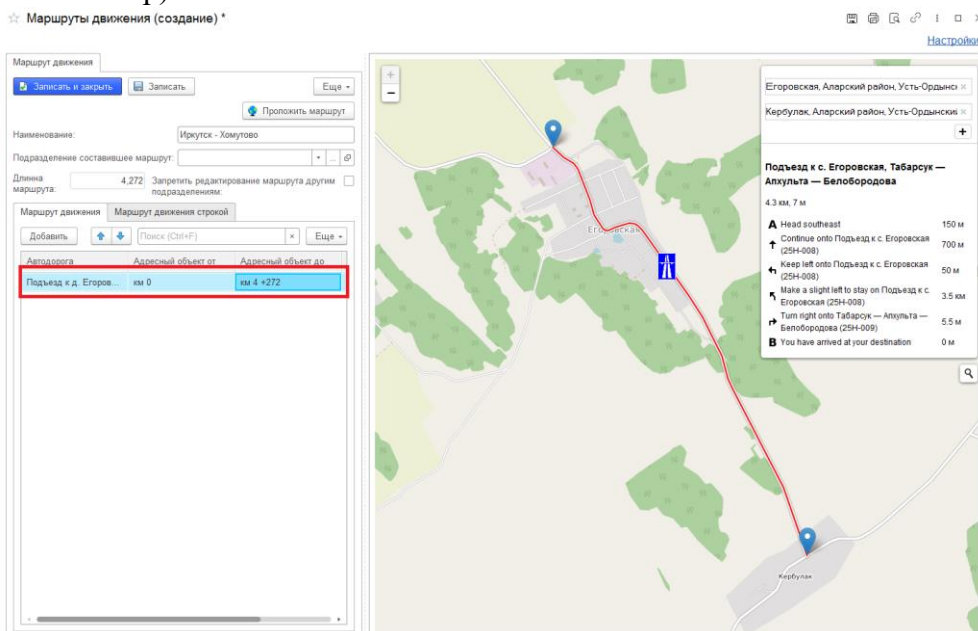 Маршруты движения (создание) *
Настройки
Маршрут движения
Записать и закрыть
Записать
Еще
Проложить маршрут
Наименование:
Иркутск - Хомутово
Подразделение составившее маршрут:
Длинна маршрута:
4,272
Запретить редактирование маршрута другим подразделениям:
Маршрут движения
Маршрут движения строкой
Добавить
Поиск (Ctrl+F)
Еще
Автодорога
Адресный объект от
Адресный объект до
Подъезд к д. Егоров...
км 0
км 4 +272
Егоровская
Кербулак
Егоровская, Аларский район, Усть-Ордынс
Кербулак, Аларский район, Усть-Ордынский
Подъезд к с. Егоровская, Табарсук —
Апхульта — Белобородова
4.3 км, 7 м
A Head southeast 150 м
Continue onto Подъезд к с. Егоровская
(25Н-008) 700 м
Keep left onto Подъезд к с. Егоровская
(25Н-008) 50 м
Make a slight left to stay on Подъезд к с.
Егоровская (25Н-008) 3.5 км
Turn right onto Табарсук — Апхульта —
Белобородова (25Н-009) 5.5 м
B You have arrived at your destination 0 м